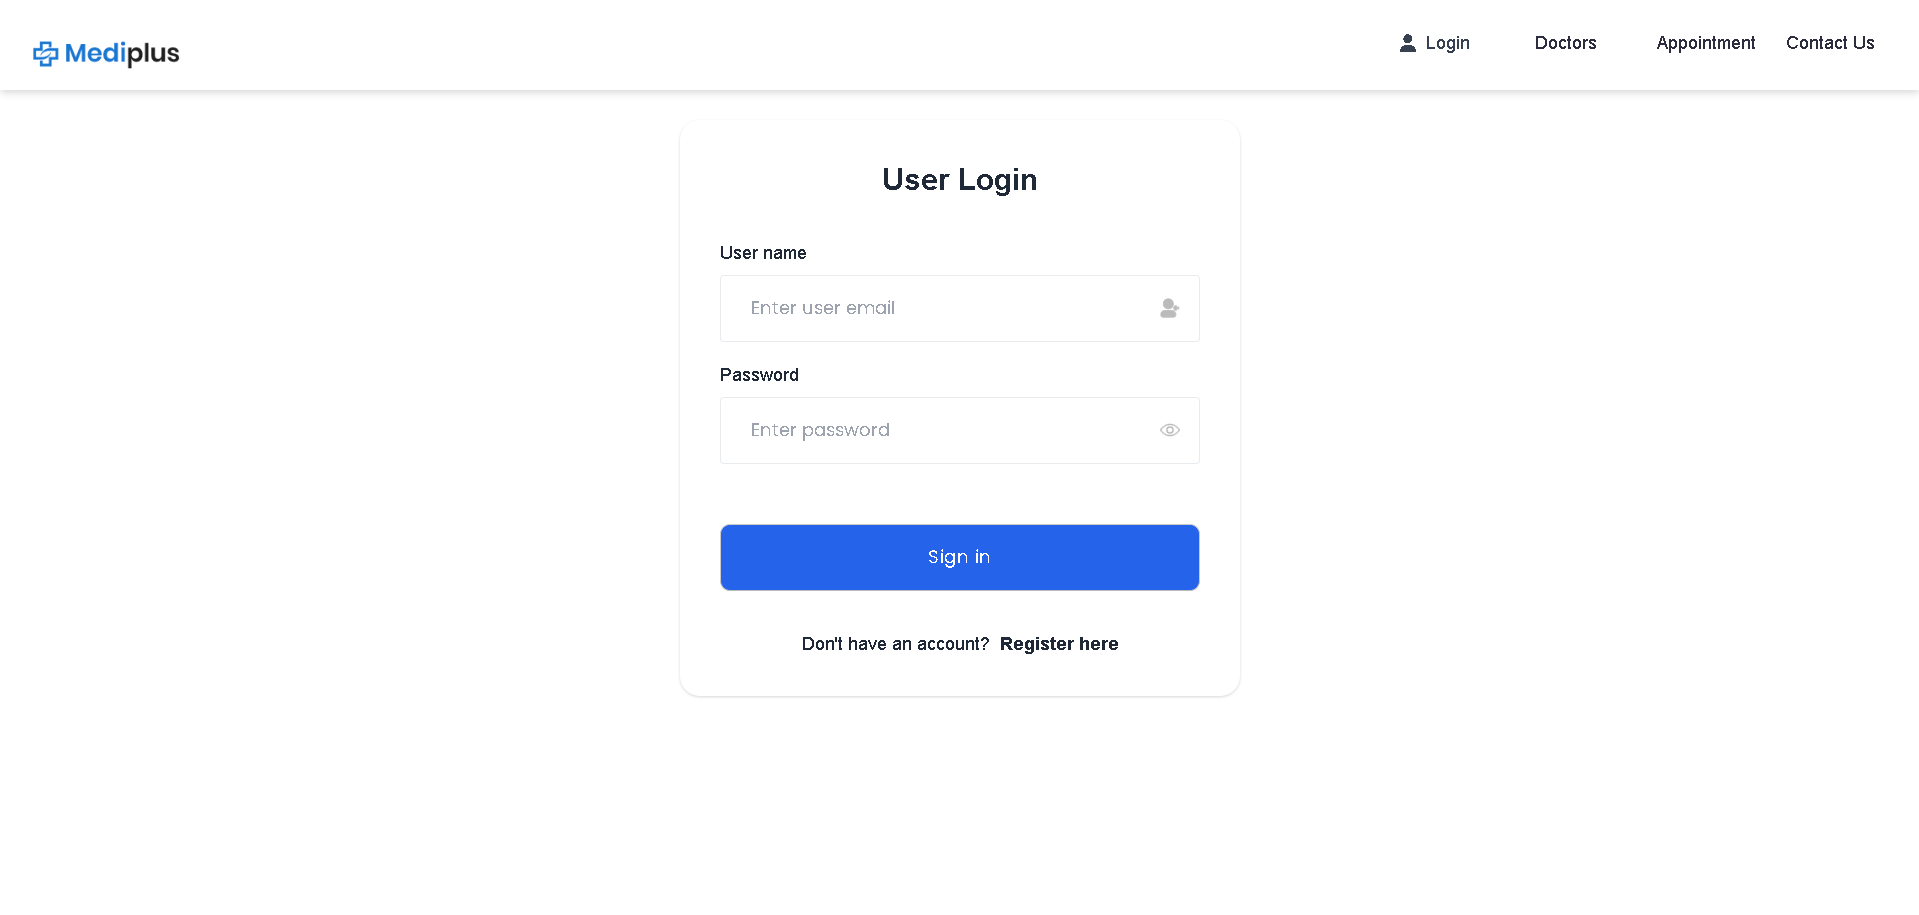 Mediplus
Login Doctors Appointment Contact Us
User Login
User name
Enter user email
Password
Enter password
Sign in
Don't have an account? Register here